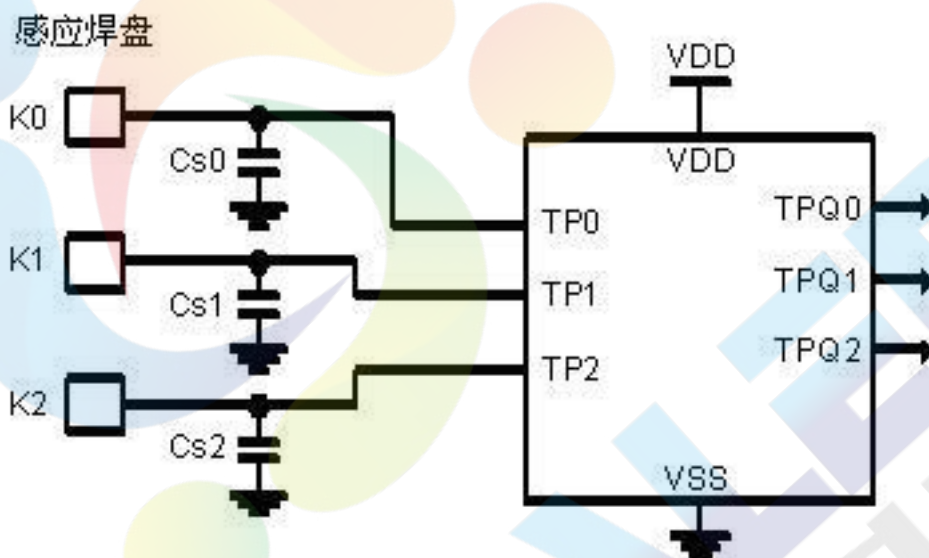 感应焊盘
VDD
K0
Cs0
VDD
TP0
TPQ0
K1
Cs1
TP1
TPQ1
K2
Cs2
TP2
TPQ2
VSS